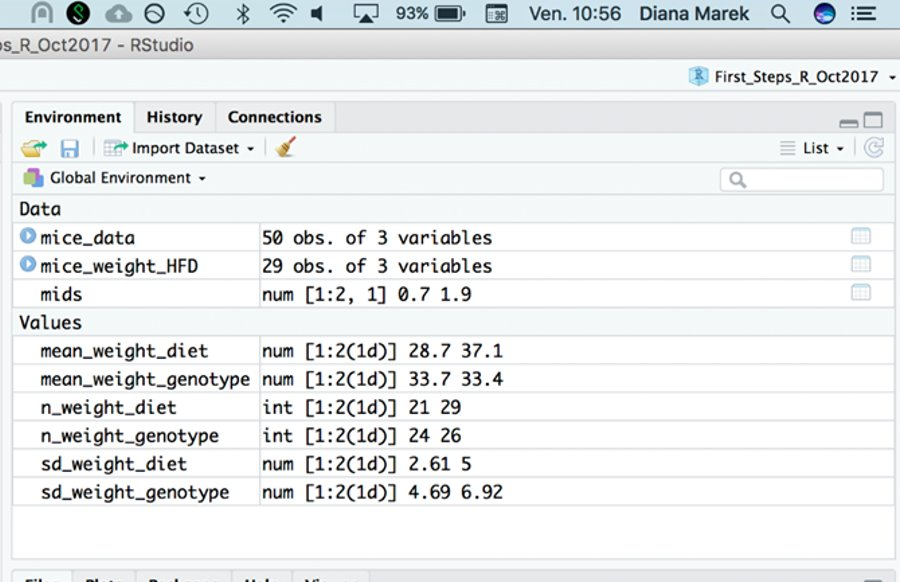 93% Ven. 10:56 Diana Marek
ps_R_Oct2017 - RStudio
First_Steps_R_Oct2017
Environment History Connections
Import Dataset List
Global Environment
Data
mice_data 50 obs. of 3 variables
mice_weight_HFD 29 obs. of 3 variables
mids num [1:2, 1] 0.7 1.9
Values
mean_weight_diet num [1:2(1d)] 28.7 37.1
mean_weight_genotype num [1:2(1d)] 33.7 33.4
n_weight_diet int [1:2(1d)] 21 29
n_weight_genotype int [1:2(1d)] 24 26
sd_weight_diet num [1:2(1d)] 2.61 5
sd_weight_genotype num [1:2(1d)] 4.69 6.92